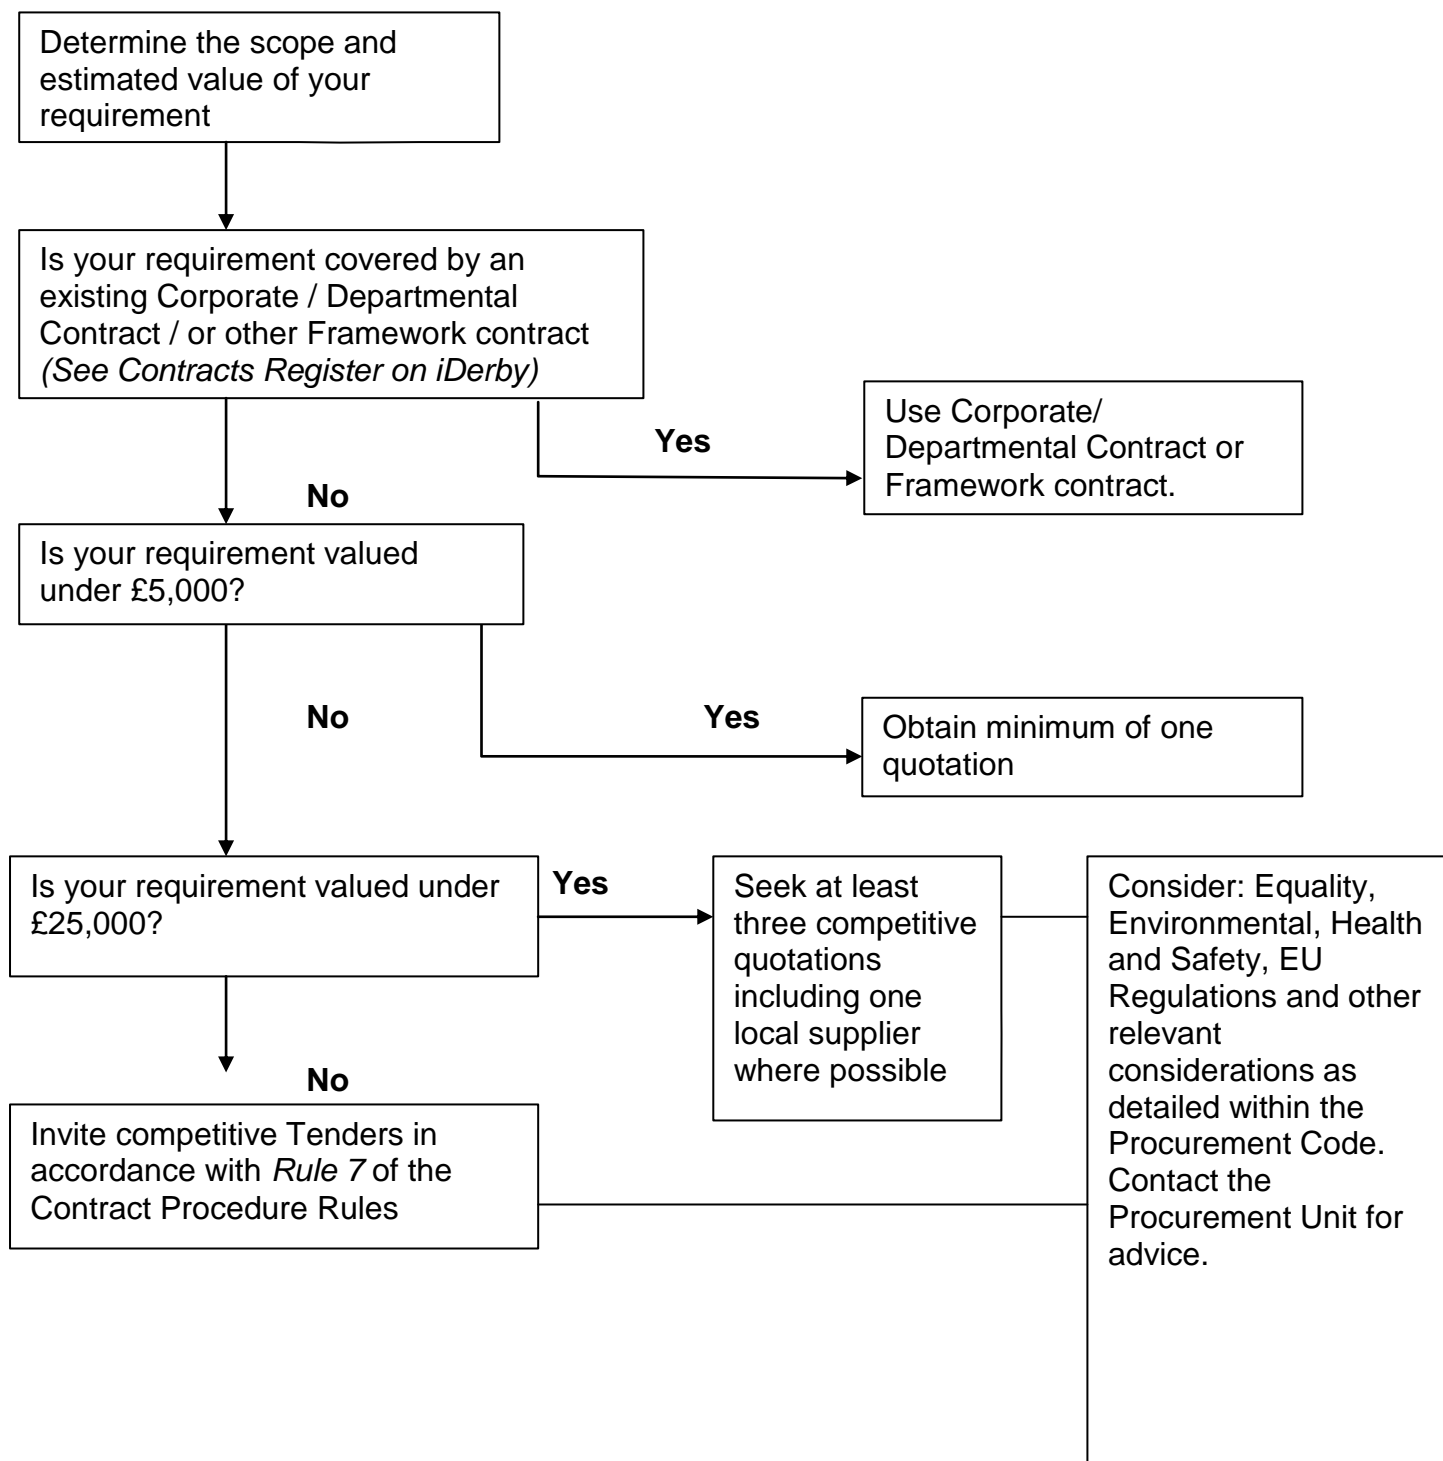 Determine the scope and
estimated value of your
requirement
Is your requirement covered by an
existing Corporate / Departmental
Contract / or other Framework contract
(See Contracts Register on iDerby)
Yes
Use Corporate/
Departmental Contract or
Framework contract.
No
Is your requirement valued
under £5,000?
No
Yes
Obtain minimum of one
quotation
Is your requirement valued under
£25,000?
Yes
Seek at least
three competitive
quotations
including one
local supplier
where possible
Consider: Equality,
Environmental, Health
and Safety, EU
Regulations and other
relevant
considerations as
detailed within the
Procurement Code.
Contact the
Procurement Unit for
advice.
No
Invite competitive Tenders in
accordance with Rule 7 of the
Contract Procedure Rules